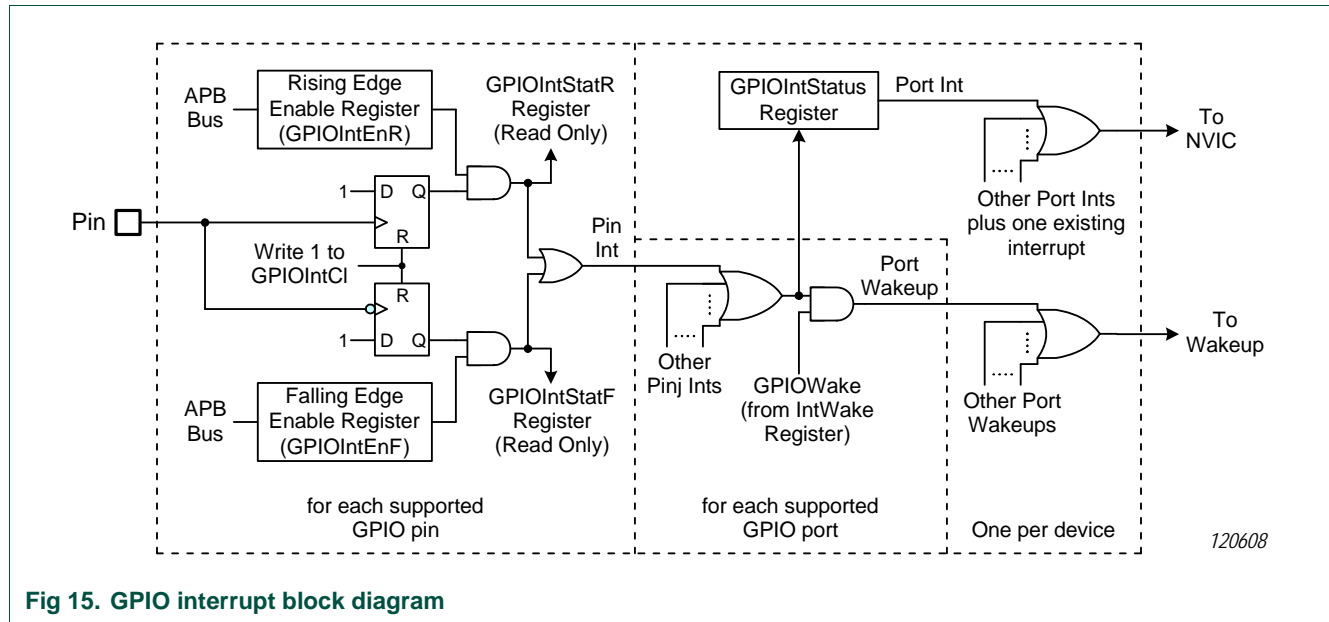 APB
Bus
Rising Edge
Enable Register
(GPIOIntEnR)
GPIOIntStatR
Register
(Read Only)
GPIOIntStatus
Register
Port Int
To
NVIC
Other Port Ints
plus one existing
interrupt
1
D
Q
R
Pin
Write 1 to
GPIOIntCl
Pin
Int
R
1
D
Q
Port
Wakeup
To
Wakeup
Other
Pinj Ints
GPIOWake
(from IntWake
Register)
Other Port
Wakeups
APB
Bus
Falling Edge
Enable Register
(GPIOIntEnF)
GPIOIntStatF
Register
(Read Only)
for each supported
GPIO pin
for each supported
GPIO port
One per device
120608
Fig 15. GPIO interrupt block diagram